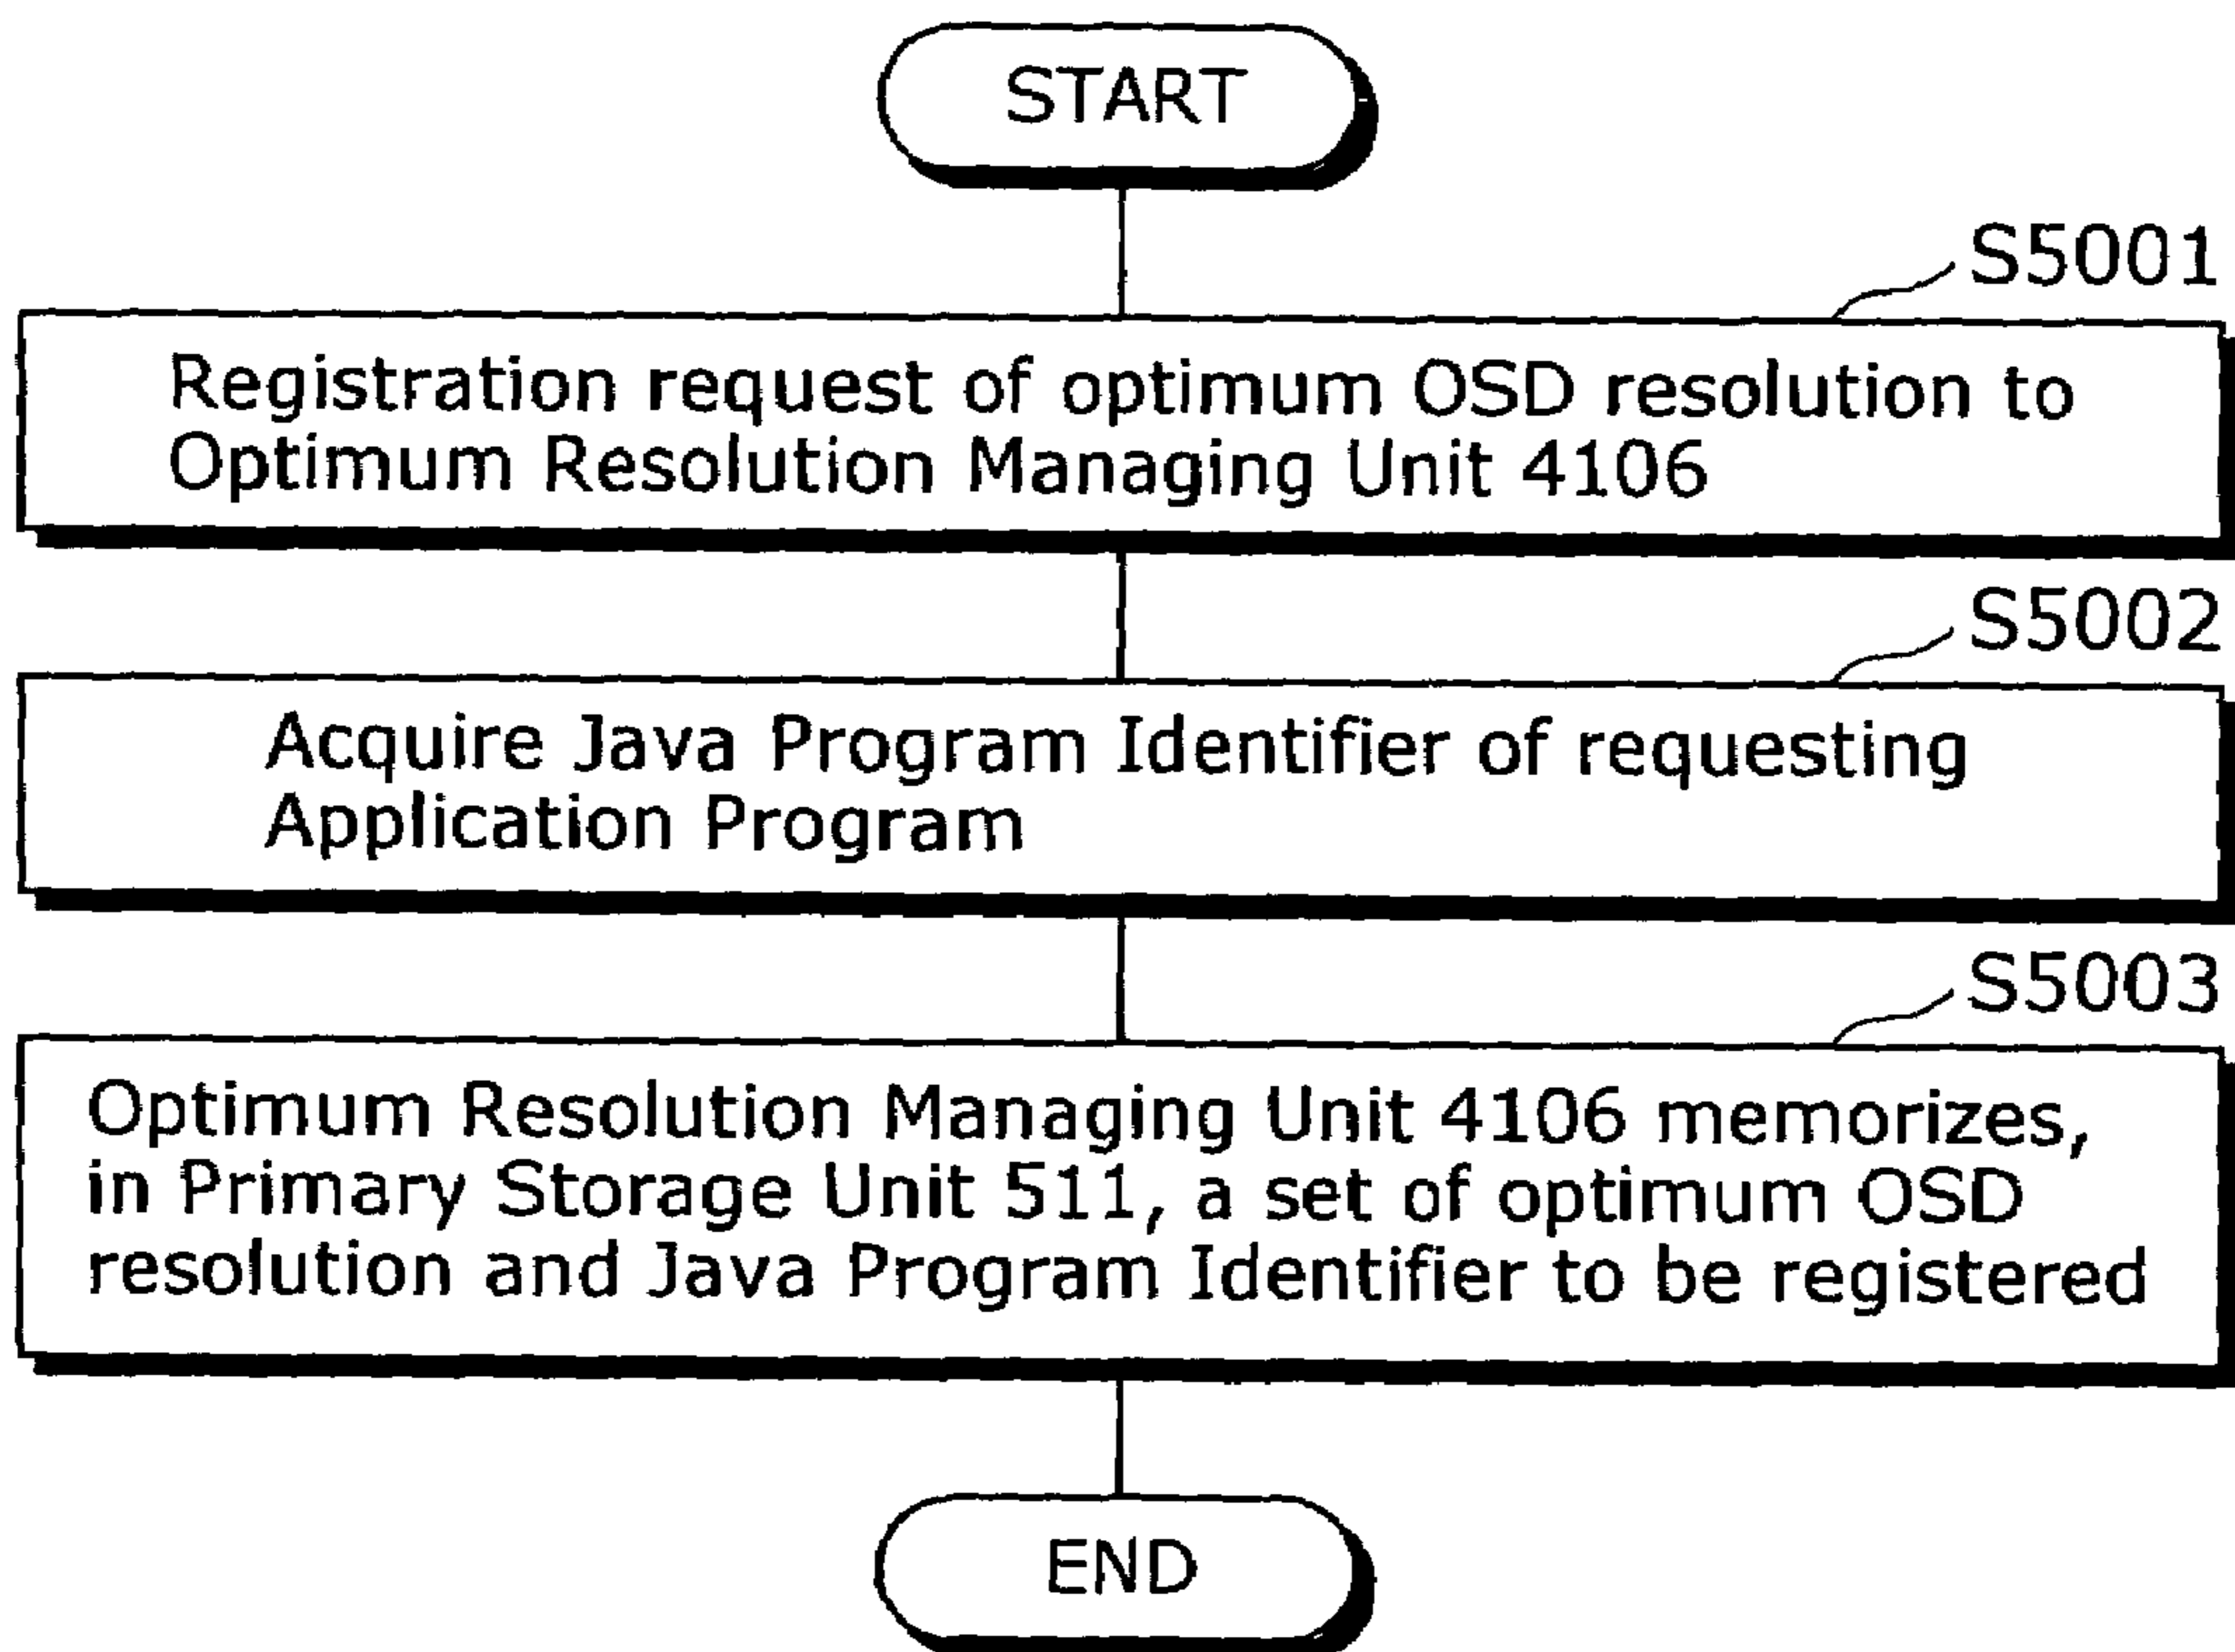 START
S5001
Registration request of optimum OSD resolution to
Optimum Resolution Managing Unit 4106
S5002
Acquire Java Program Identifier of requesting
Application Program
S5003
Optimum Resolution Managing Unit 4106 memorizes,
in Primary Storage Unit 511, a set of optimum OSD
resolution and Java Program Identifier to be registered
END